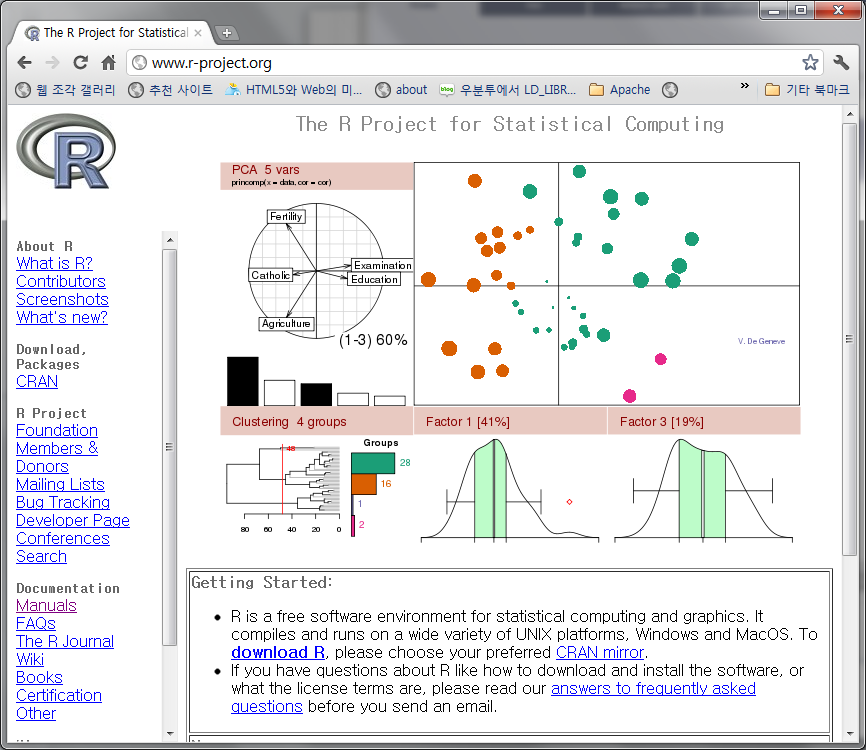 The R Project for Statistical
www.r-project.org
웹 조각 갤러리
추천 사이트
HTML5와 Web의 미...
about
blog
우분투에서 LD_LIBR...
Apache
»
기타 북마크
R
The R Project for Statistical Computing
PCA 5 vars
princomp(x = data, cor = cor)
Fertility
Catholic
Examination
Education
Agriculture
(1-3) 60%
V. De Geneve
Clustering 4 groups
Factor 1 [41%]
Factor 3 [19%]
48
Groups
28
16
1
2
80 60 40 20 0
About R
What is R?
Contributors
Screenshots
What's new?
Download,
Packages
CRAN
R Project
Foundation
Members &
Donors
Mailing Lists
Bug Tracking
Developer Page
Conferences
Search
Documentation
Manuals
FAQs
The R Journal
Wiki
Books
Certification
Other
Getting Started:
R is a free software environment for statistical computing and graphics. It
compiles and runs on a wide variety of UNIX platforms, Windows and MacOS. To
download R, please choose your preferred CRAN mirror.
If you have questions about R like how to download and install the software, or
what the license terms are, please read our answers to frequently asked
questions before you send an email.